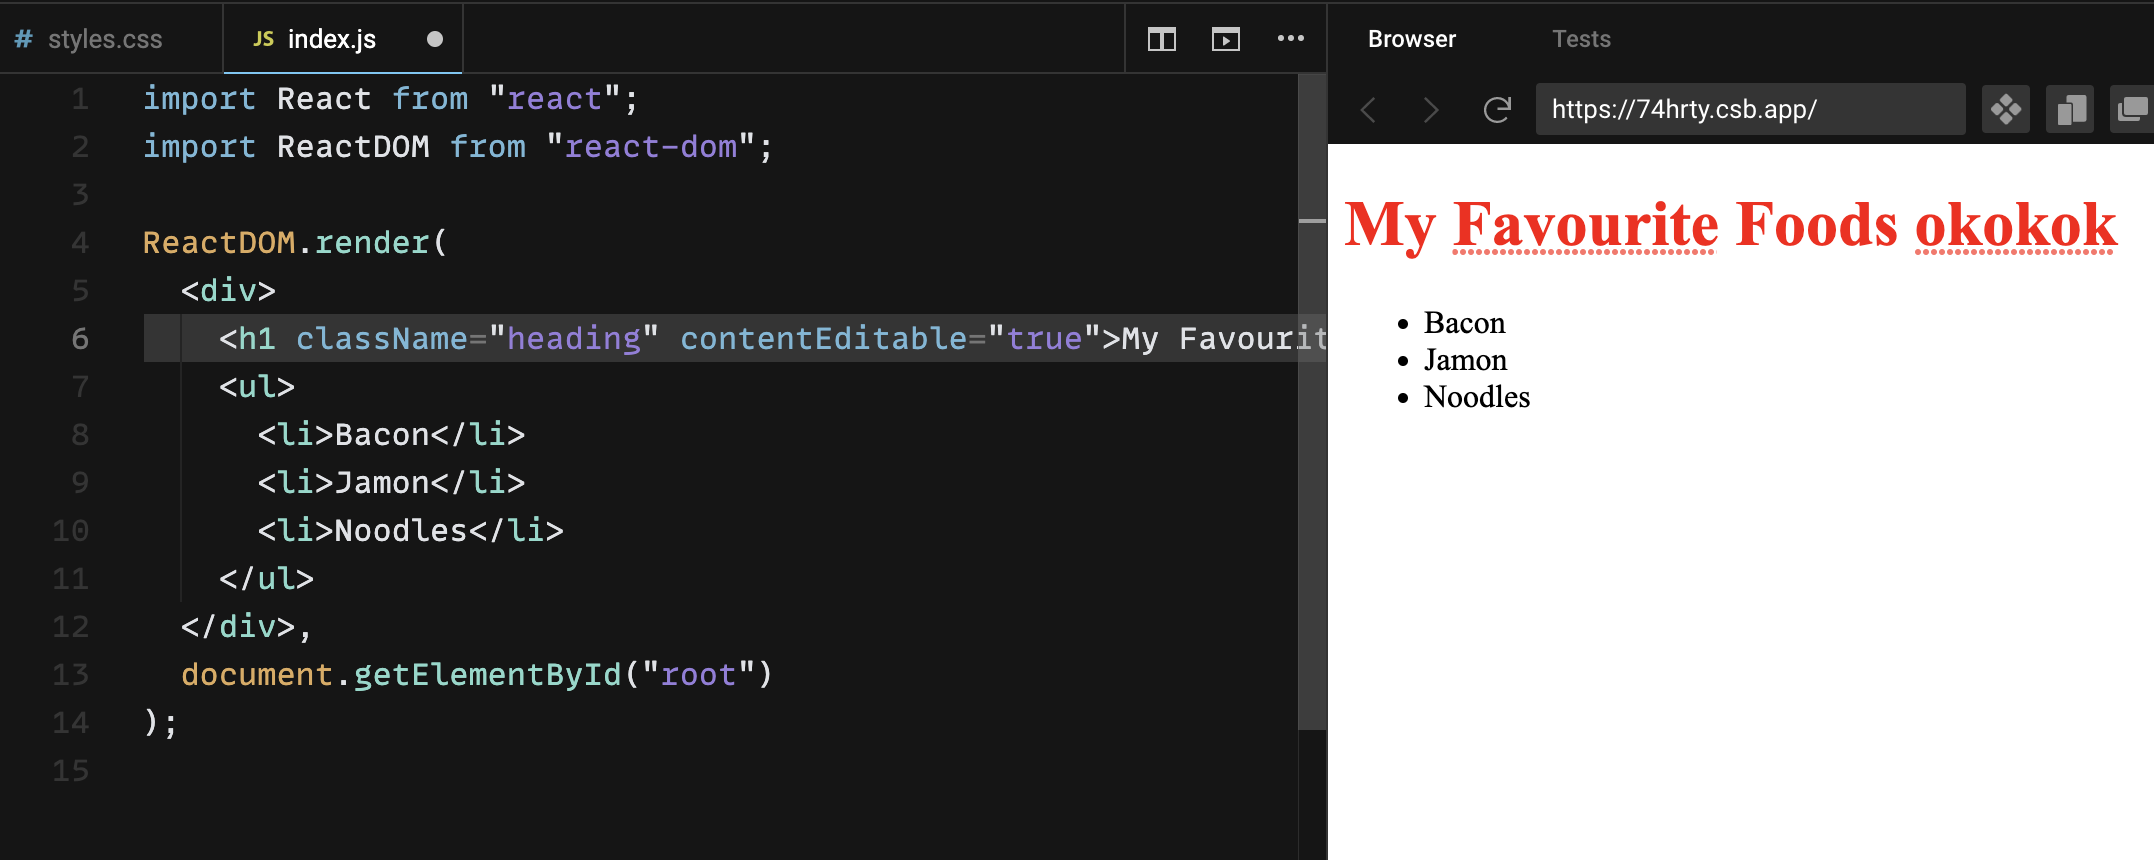 # styles.css
JS index.js
Browser
Tests
https://74hrty.csb.app/
1 import React from "react";
2 import ReactDOM from "react-dom";
3
4 ReactDOM.render(
5 <div>
6 <h1 className="heading" contentEditable="true">My Favourit
7 <ul>
8 <li>Bacon</li>
9 <li>Jamon</li>
10 <li>Noodles</li>
11 </ul>
12 </div>,
13 document.getElementById("root")
14 );
15
My Favourite Foods okokok
• Bacon
• Jamon
• Noodles